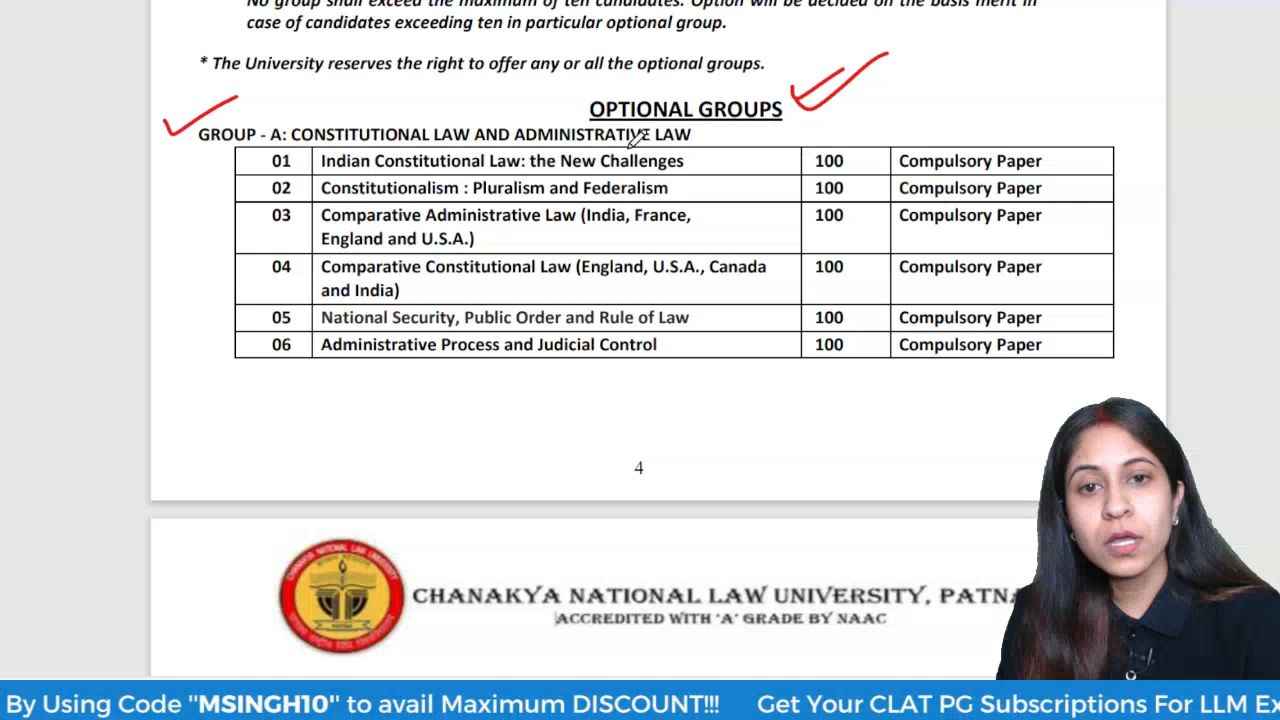 No group shall exceed the maximum of ten candidates. Option will be decided on the basis merit in
case of candidates exceeding ten in particular optional group.
* The University reserves the right to offer any or all the optional groups.
OPTIONAL GROUPS
GROUP - A: CONSTITUTIONAL LAW AND ADMINISTRATIVE LAW
01 Indian Constitutional Law: the New Challenges 100 Compulsory Paper
02 Constitutionalism : Pluralism and Federalism 100 Compulsory Paper
03 Comparative Administrative Law (India, France, 100 Compulsory Paper
England and U.S.A.)
04 Comparative Constitutional Law (England, U.S.A., Canada 100 Compulsory Paper
and India)
05 National Security, Public Order and Rule of Law 100 Compulsory Paper
06 Administrative Process and Judicial Control 100 Compulsory Paper
4
CHANAKYA NATIONAL LAW UNIVERSITY, PATNA
ACCREDITED WITH 'A' GRADE BY NAAC
By Using Code "MSINGH10" to avail Maximum DISCOUNT!!! Get Your CLAT PG Subscriptions For LLM Ex